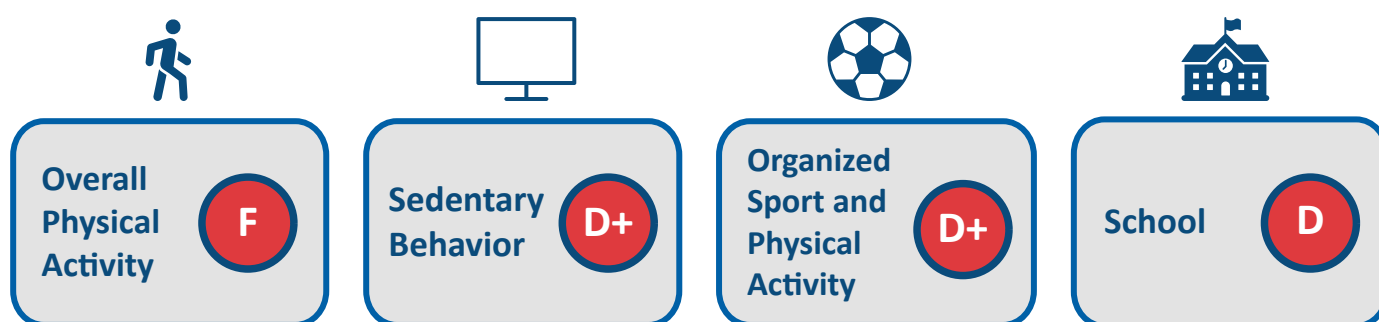 Overall
Physical
Activity
F
Sedentary
Behavior
D+
Organized
Sport and
Physical
Activity
D+
School
D